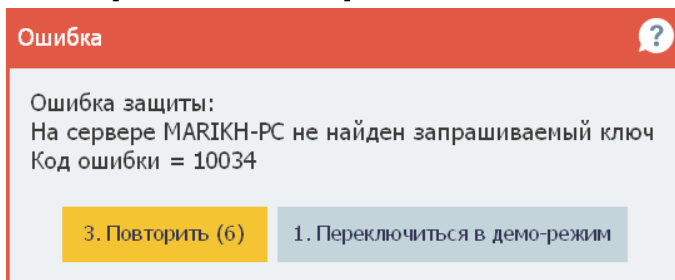 Ошибка
?
Ошибка защиты:
На сервере MARIKH-PC не найден запрашиваемый ключ
Код ошибки = 10034
3. Повторить (6)
1. Переключиться в демо-режим